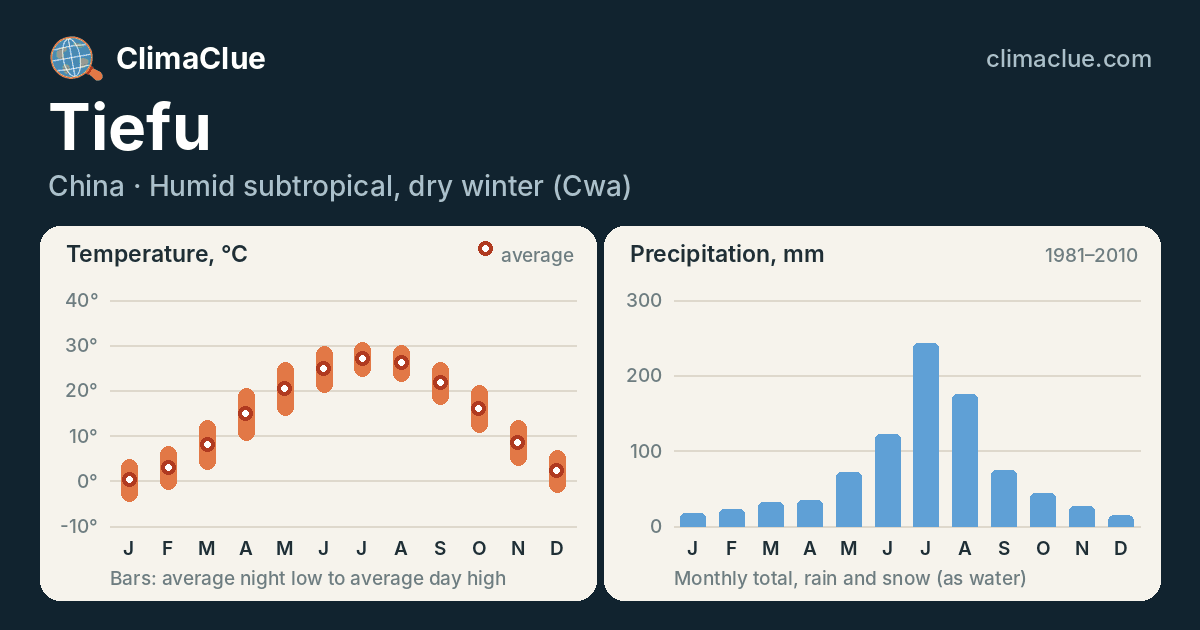 ClimaClue
climaclue.com
Tiefu
China · Humid subtropical, dry winter (Cwa)
Temperature, °C
average
40°
30°
20°
10°
0°
-10°
J F M A M J J A S O N D
Bars: average night low to average day high
Precipitation, mm
1981–2010
300
200
100
0
J F M A M J J A S O N D
Monthly total, rain and snow (as water)